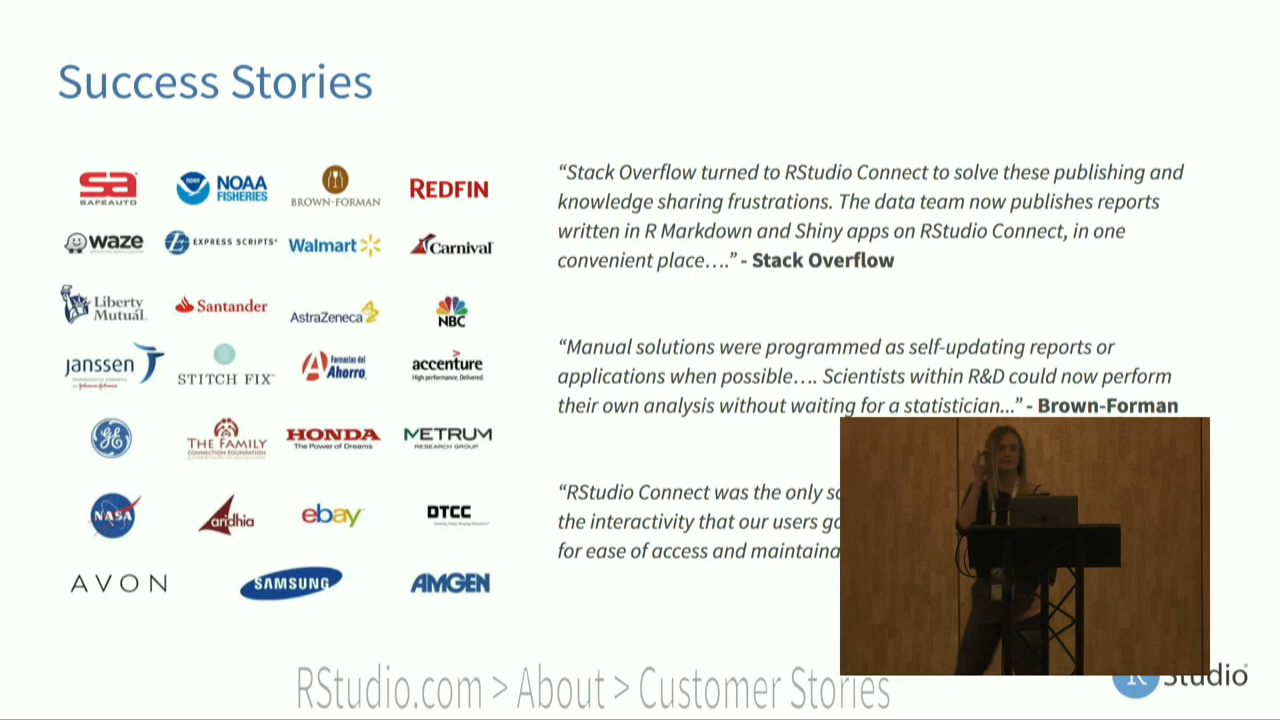 Success Stories
sa
SAFEAUTO
NOAA
FISHERIES
BROWN-FORMAN
REDFIN
waze
EXPRESS SCRIPTS
Walmart
Carnival
Liberty
Mutual
Santander
AstraZeneca
NBC
janssen
STITCH FIX
Farmacias del
Ahorro
accenture
High performance. Delivered.
GE
THE FAMILY
CONNECTION FOUNDATION
HONDA
The Power of Dreams
METRUM
RESEARCH GROUP
NASA
aridhia
ebay
DTCC
AVON
SAMSUNG
AMGEN
“Stack Overflow turned to RStudio Connect to solve these publishing and
knowledge sharing frustrations. The data team now publishes reports
written in R Markdown and Shiny apps on RStudio Connect, in one
convenient place….” - Stack Overflow
“Manual solutions were programmed as self-updating reports or
applications when possible…. Scientists within R&D could now perform
their own analysis without waiting for a statistician...” - Brown-Forman
“RStudio Connect was the only
the interactivity that our users
for ease of access and
RStudio.com > About > Customer Stories
R Studio